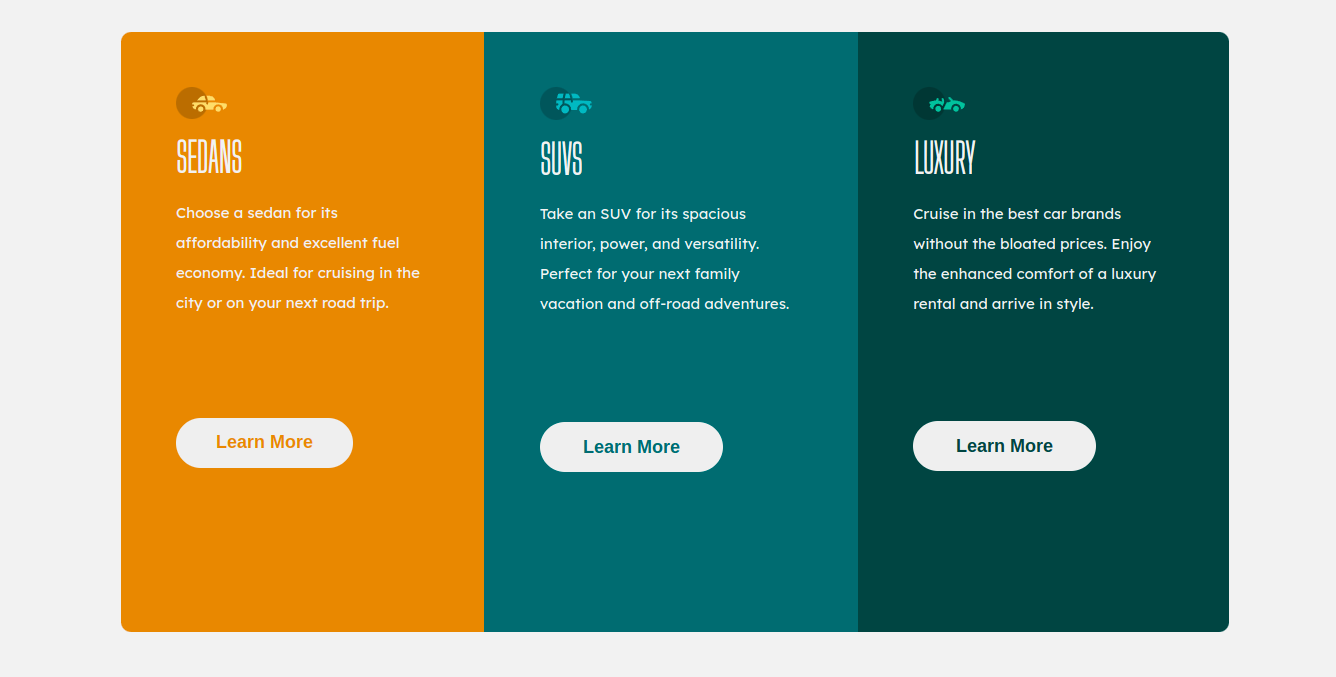 SEDANS
Choose a sedan for its
affordability and excellent fuel
economy. Ideal for cruising in the
city or on your next road trip.
Learn More
SUVS
Take an SUV for its spacious
interior, power, and versatility.
Perfect for your next family
vacation and off-road adventures.
Learn More
LUXURY
Cruise in the best car brands
without the bloated prices. Enjoy
the enhanced comfort of a luxury
rental and arrive in style.
Learn More